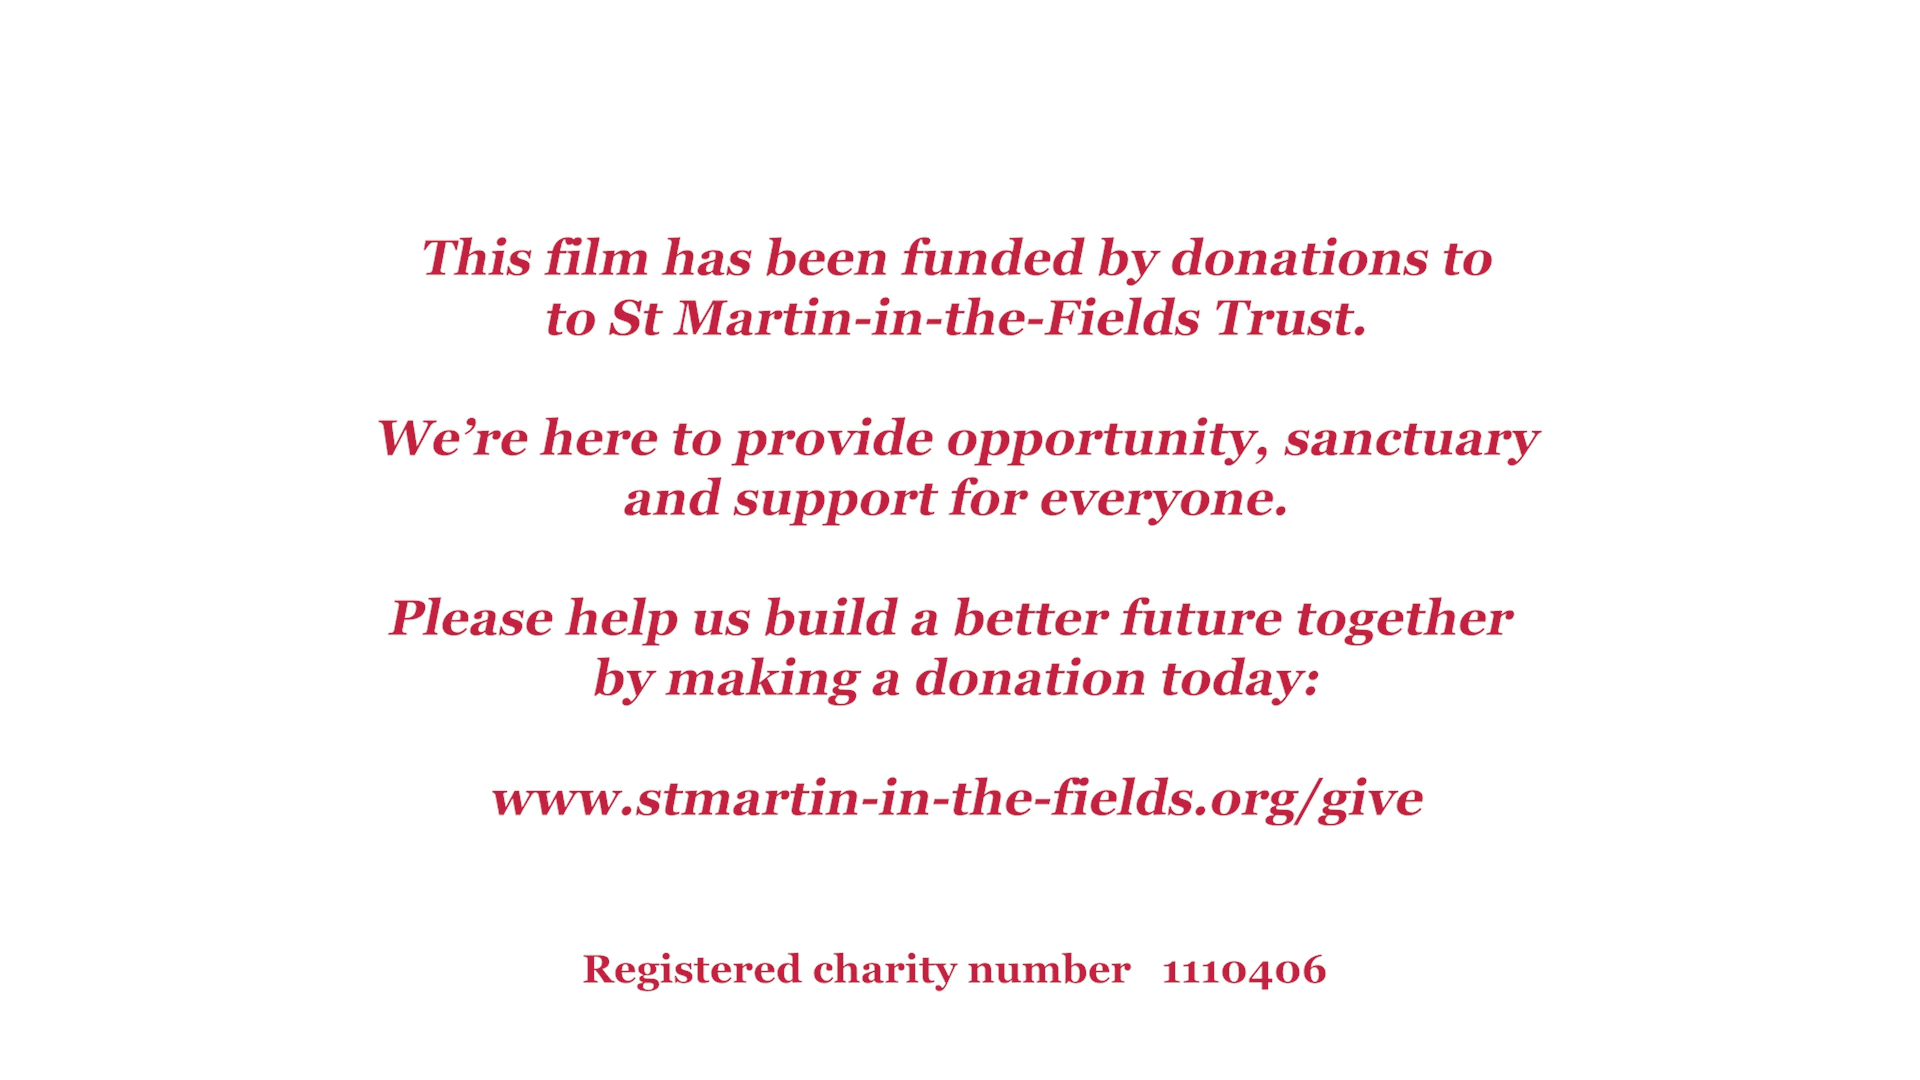 This film has been funded by donations to
to St Martin-in-the-Fields Trust.
We’re here to provide opportunity, sanctuary
and support for everyone.
Please help us build a better future together
by making a donation today:
www.stmartin-in-the-fields.org/give
Registered charity number 1110406